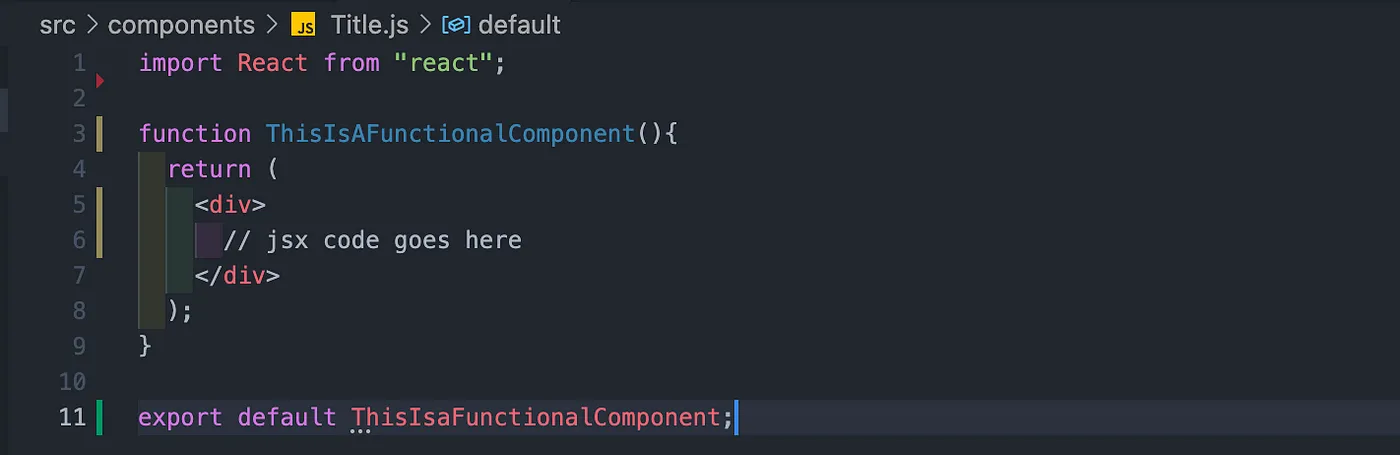 src > components > JS Title.js > default
1 import React from "react";
2
3 function ThisIsAFunctionalComponent(){
4 return (
5 <div>
6 // jsx code goes here
7 </div>
8 );
9 }
10
11 export default ThisIsaFunctionalComponent;